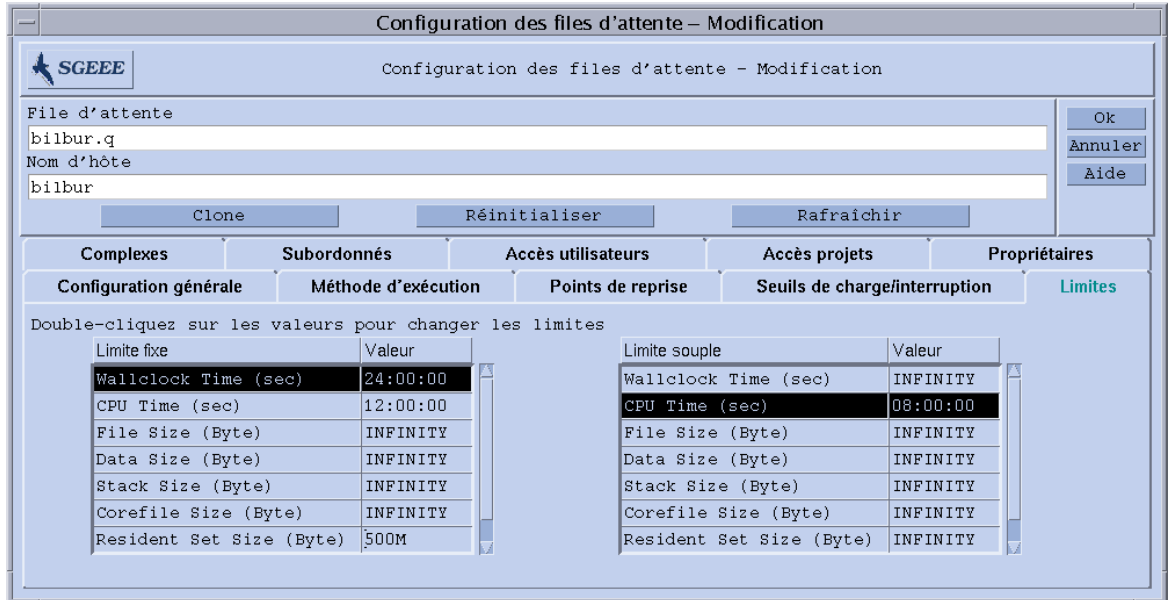 Configuration des files d'attente – Modification
SGEEE
Configuration des files d'attente - Modification
File d'attente
bilbur.q
Nom d'hôte
bilbur
Ok
Annuler
Aide
Clone Réinitialiser Rafraîchir
Complexes Subordonnés Accès utilisateurs Accès projets Propriétaires
Configuration générale Méthode d'exécution Points de reprise Seuils de charge/interruption Limites
Double-cliquez sur les valeurs pour changer les limites
Limite fixe Valeur
Wallclock Time (sec) 24:00:00
CPU Time (sec) 12:00:00
File Size (Byte) INFINITY
Data Size (Byte) INFINITY
Stack Size (Byte) INFINITY
Corefile Size (Byte) INFINITY
Resident Set Size (Byte) 500M
Limite souple Valeur
Wallclock Time (sec) INFINITY
CPU Time (sec) 08:00:00
File Size (Byte) INFINITY
Data Size (Byte) INFINITY
Stack Size (Byte) INFINITY
Corefile Size (Byte) INFINITY
Resident Set Size (Byte) INFINITY